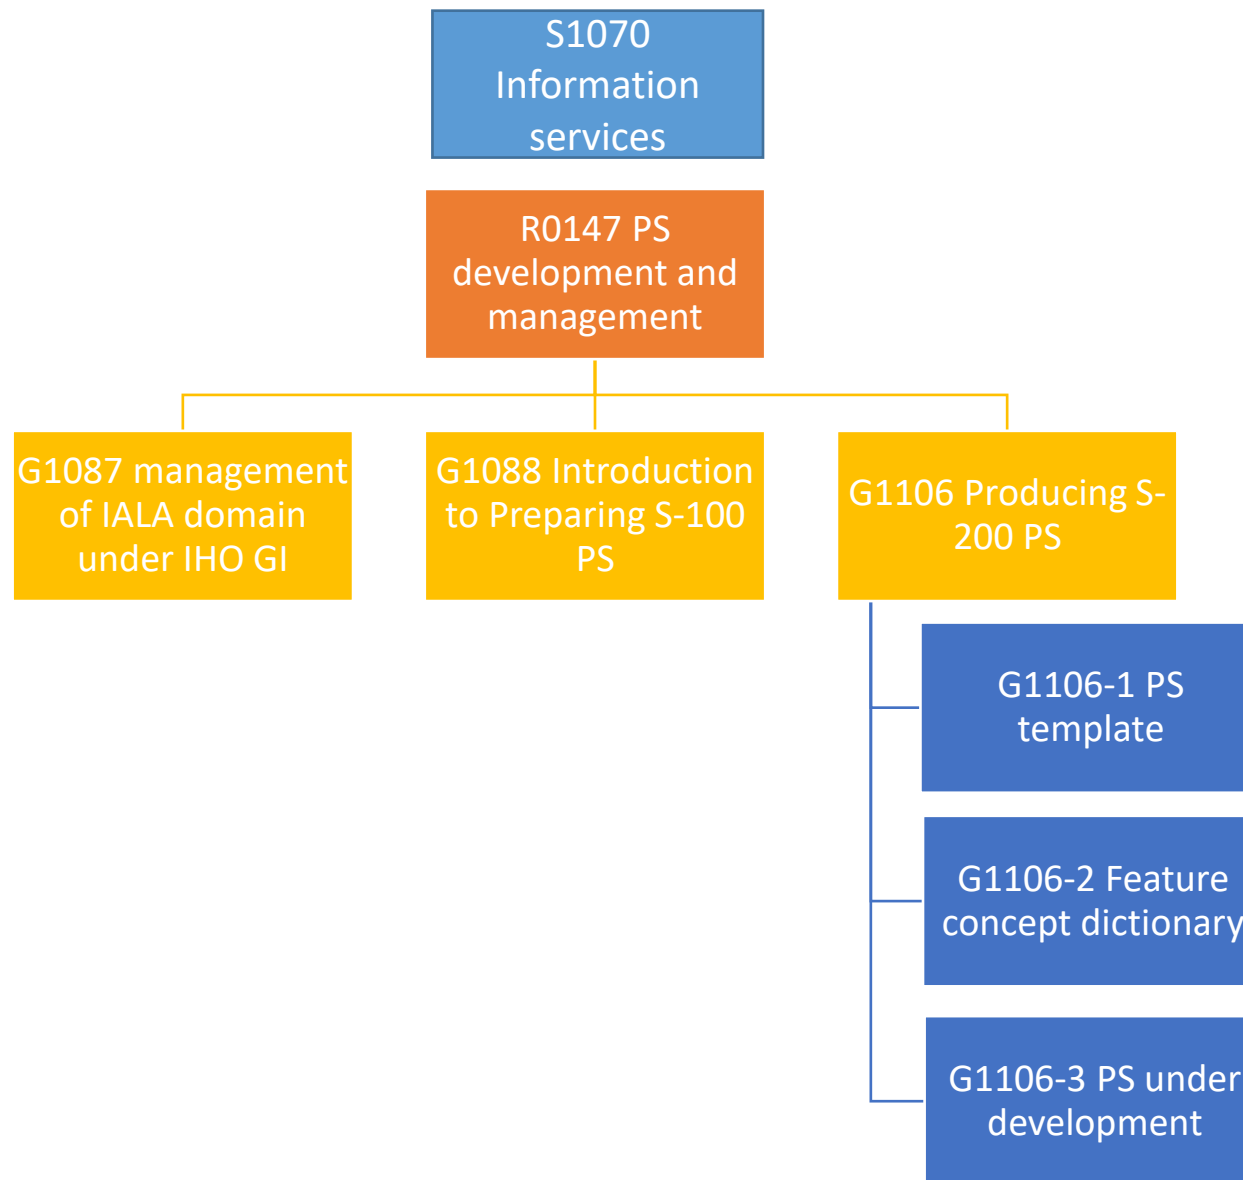 S1070
Information
services
R0147 PS
development and
management
G1087 management
of IALA domain
under IHO GI
G1088 Introduction
to Preparing S-100
PS
G1106 Producing S-
200 PS
G1106-1 PS
template
G1106-2 Feature
concept dictionary
G1106-3 PS under
development